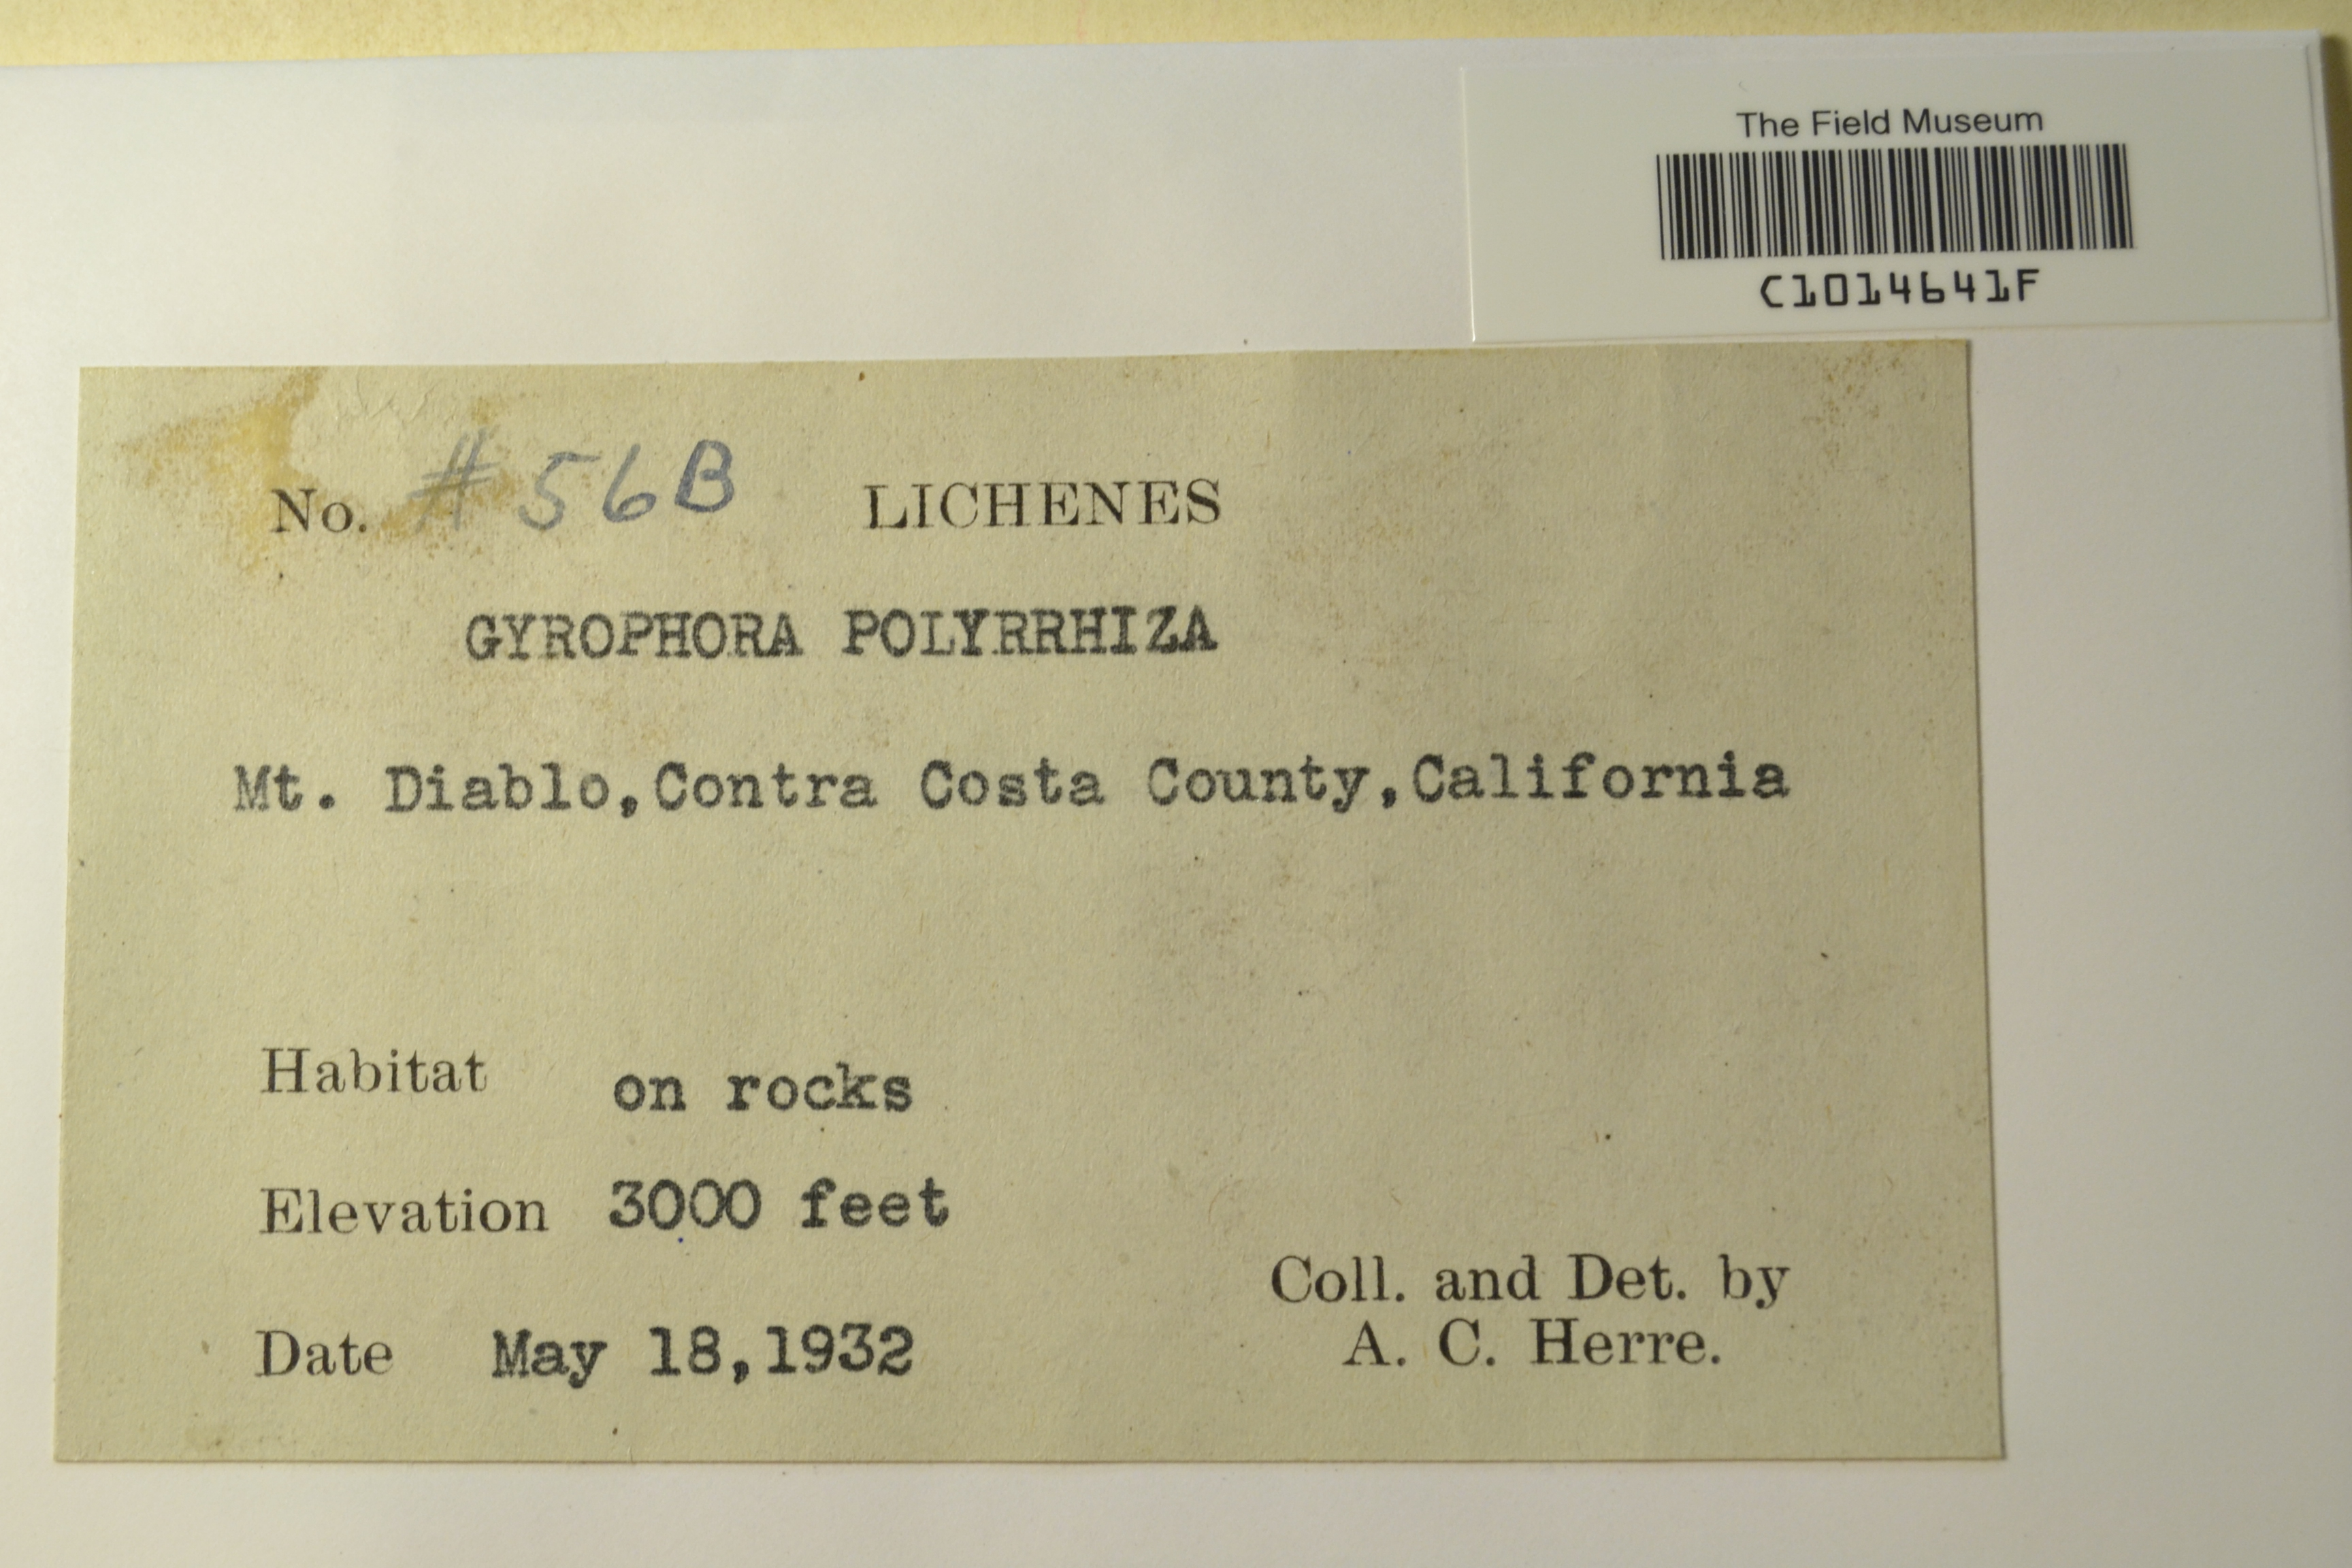 The Field Museum
C1014641F
No. #56B LICHENES
GYROPHORA POLYRRHIZA
Mt. Diablo,Contra Costa County,California
Habitat on rocks
Elevation 3000 feet
Date May 18,1932
Coll. and Det. by
A. C. Herre.